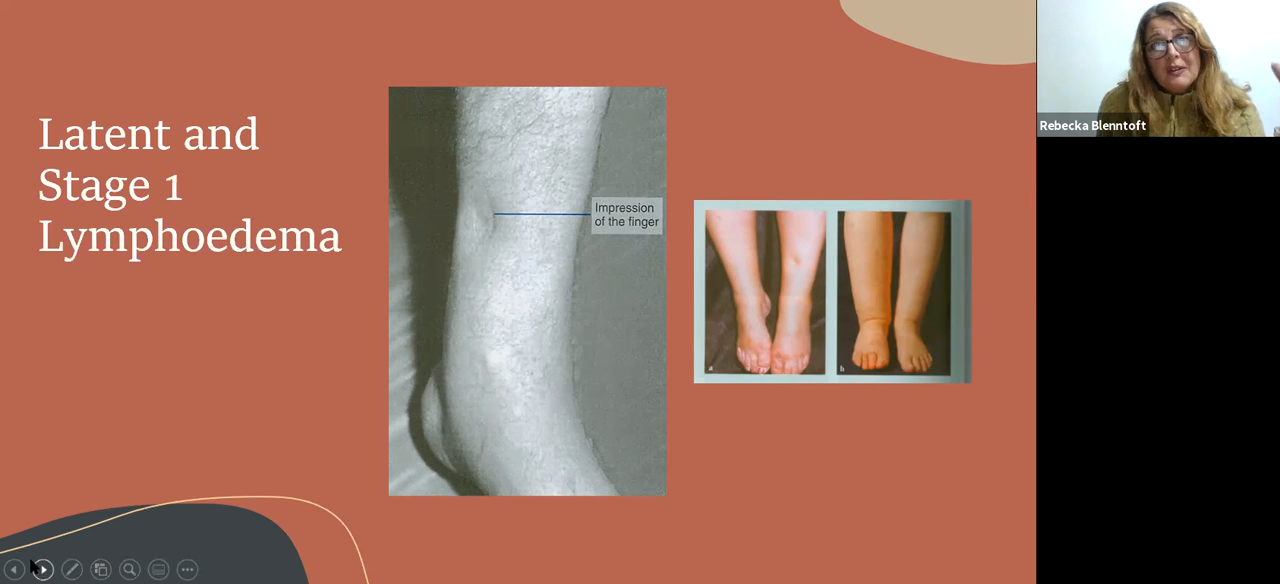 Latent and
Stage 1
Lymphoedema
Impression
of the finger
a
b
Rebecka Blenntoft